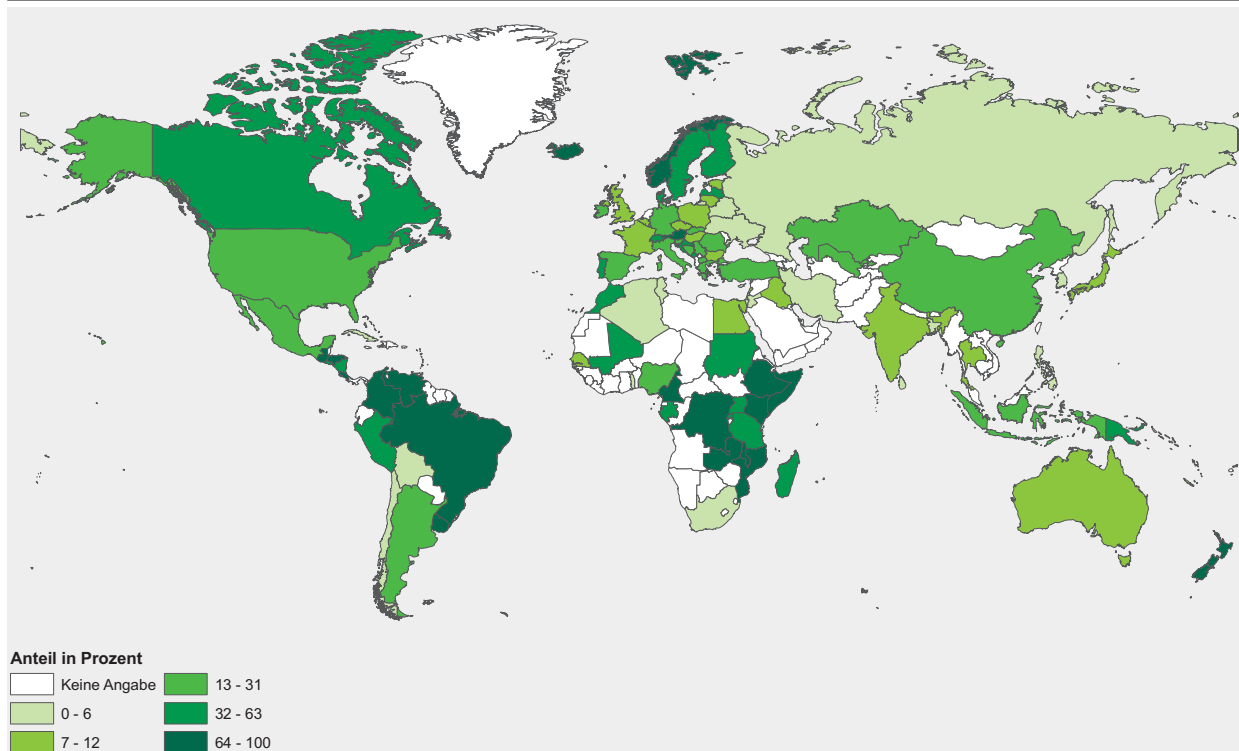 Anteil in Prozent
Keine Angabe
0 - 6
7 - 12
13 - 31
32 - 63
64 - 100